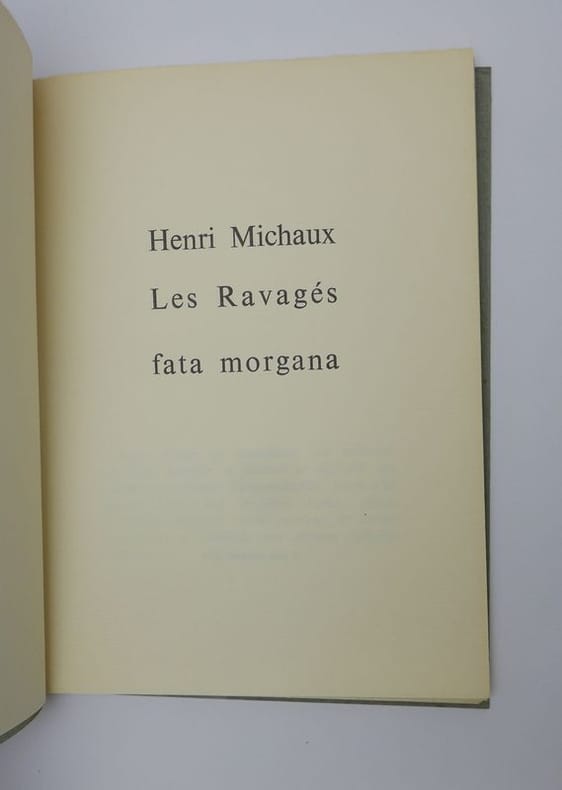 Henri Michaux
Les Ravagés
fata morgana